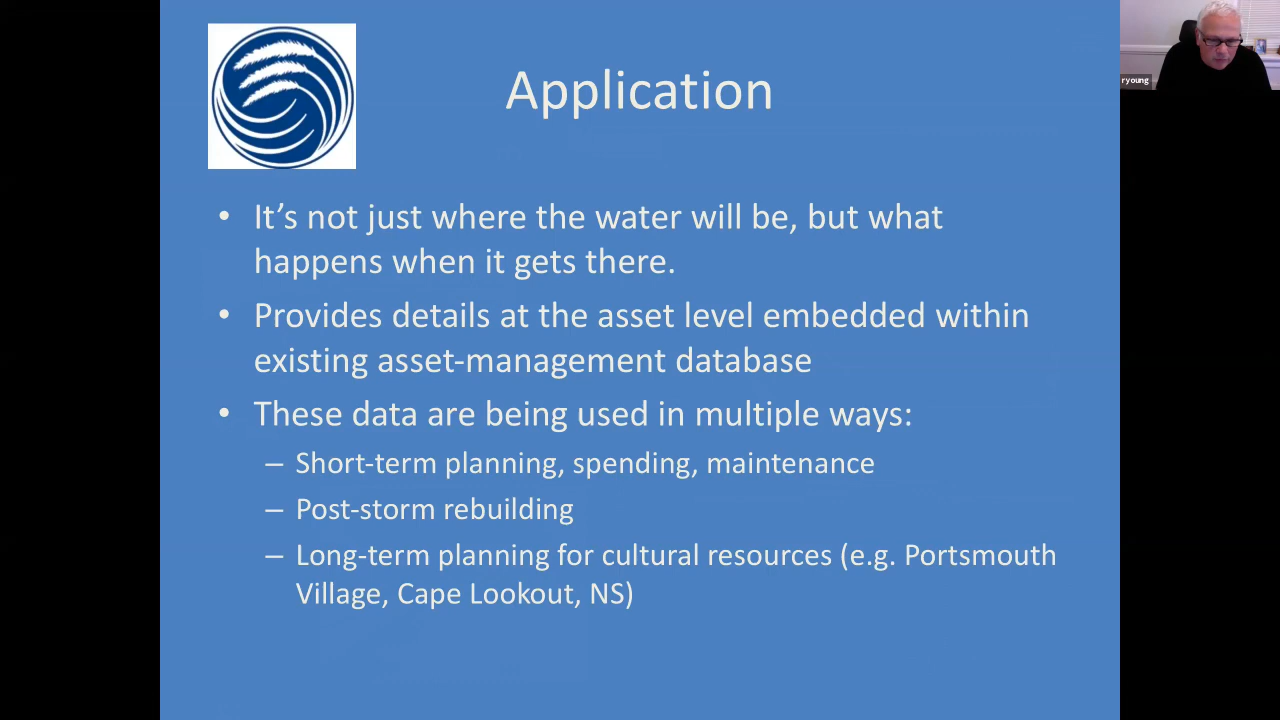 Application
ryoung
• It’s not just where the water will be, but what
happens when it gets there.
• Provides details at the asset level embedded within
existing asset-management database
• These data are being used in multiple ways:
– Short-term planning, spending, maintenance
– Post-storm rebuilding
– Long-term planning for cultural resources (e.g. Portsmouth
Village, Cape Lookout, NS)